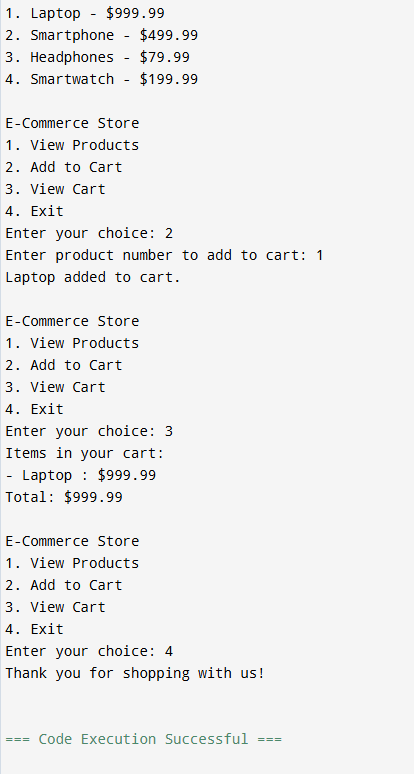 1. Laptop - $999.99
2. Smartphone - $499.99
3. Headphones - $79.99
4. Smartwatch - $199.99

E-Commerce Store
1. View Products
2. Add to Cart
3. View Cart
4. Exit
Enter your choice: 2
Enter product number to add to cart: 1
Laptop added to cart.

E-Commerce Store
1. View Products
2. Add to Cart
3. View Cart
4. Exit
Enter your choice: 3
Items in your cart:
- Laptop : $999.99
Total: $999.99

E-Commerce Store
1. View Products
2. Add to Cart
3. View Cart
4. Exit
Enter your choice: 4
Thank you for shopping with us!

=== Code Execution Successful ===